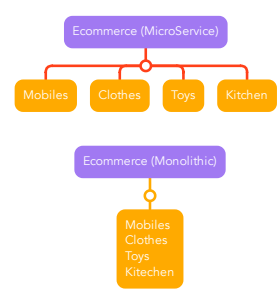 Ecommerce (MicroService)
Mobiles Clothes Toys Kitchen
Ecommerce (Monolithic)
Mobiles
Clothes
Toys
Kitechen